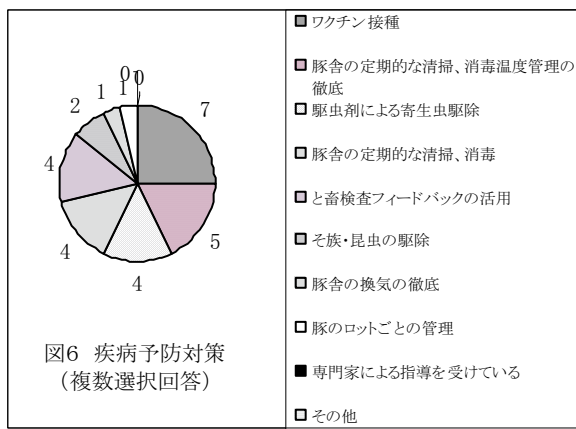 0
0
1
1
2
4
4
4
5
7
図6 疾病予防対策
(複数選択回答)
ワクチン接種
豚舎の定期的な清掃、消毒温度管理の
徹底
駆虫剤による寄生虫駆除
豚舎の定期的な清掃、消毒
と畜検査フィードバックの活用
そ族・昆虫の駆除
豚舎の換気の徹底
豚のロットごとの管理
専門家による指導を受けている
その他